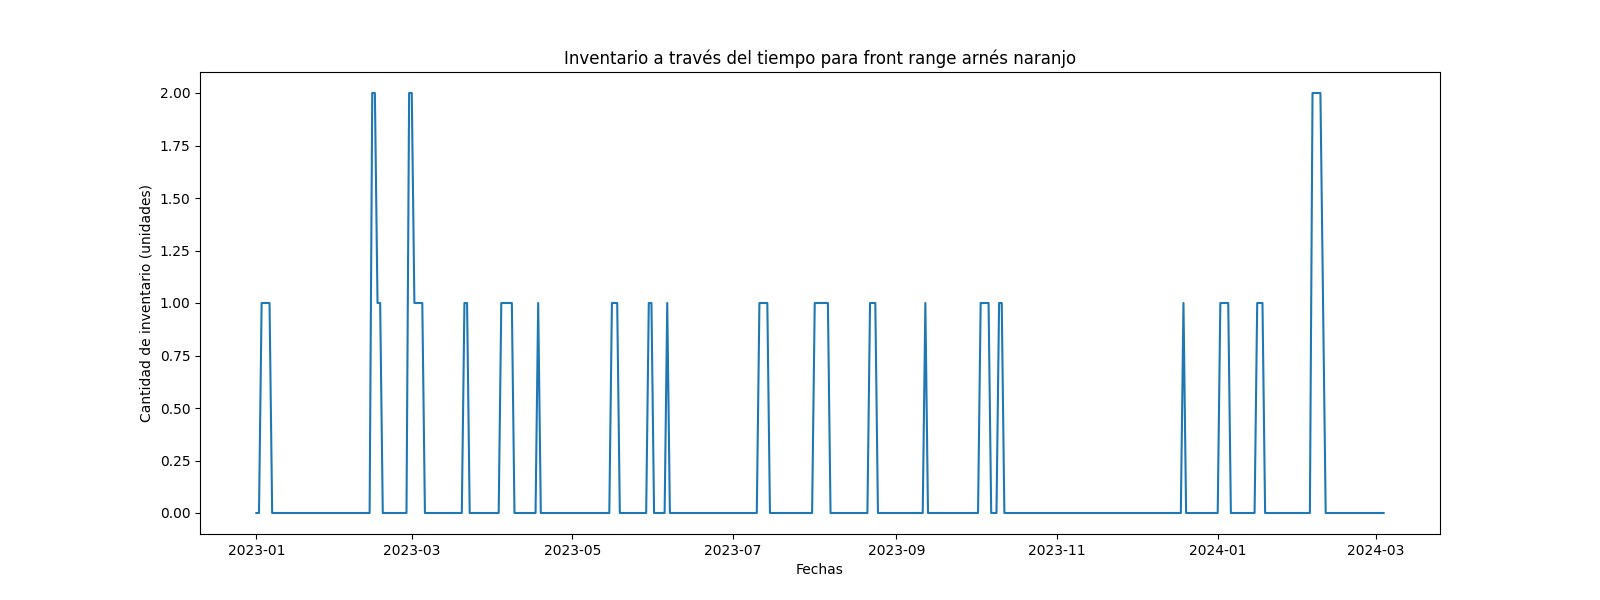 Inventario a través del tiempo para front range arnés naranjo
Cantidad de inventario (unidades)
2.00
1.75
1.50
1.25
1.00
0.75
0.50
0.25
0.00
2023-01 2023-03 2023-05 2023-07 2023-09 2023-11 2024-01 2024-03
Fechas